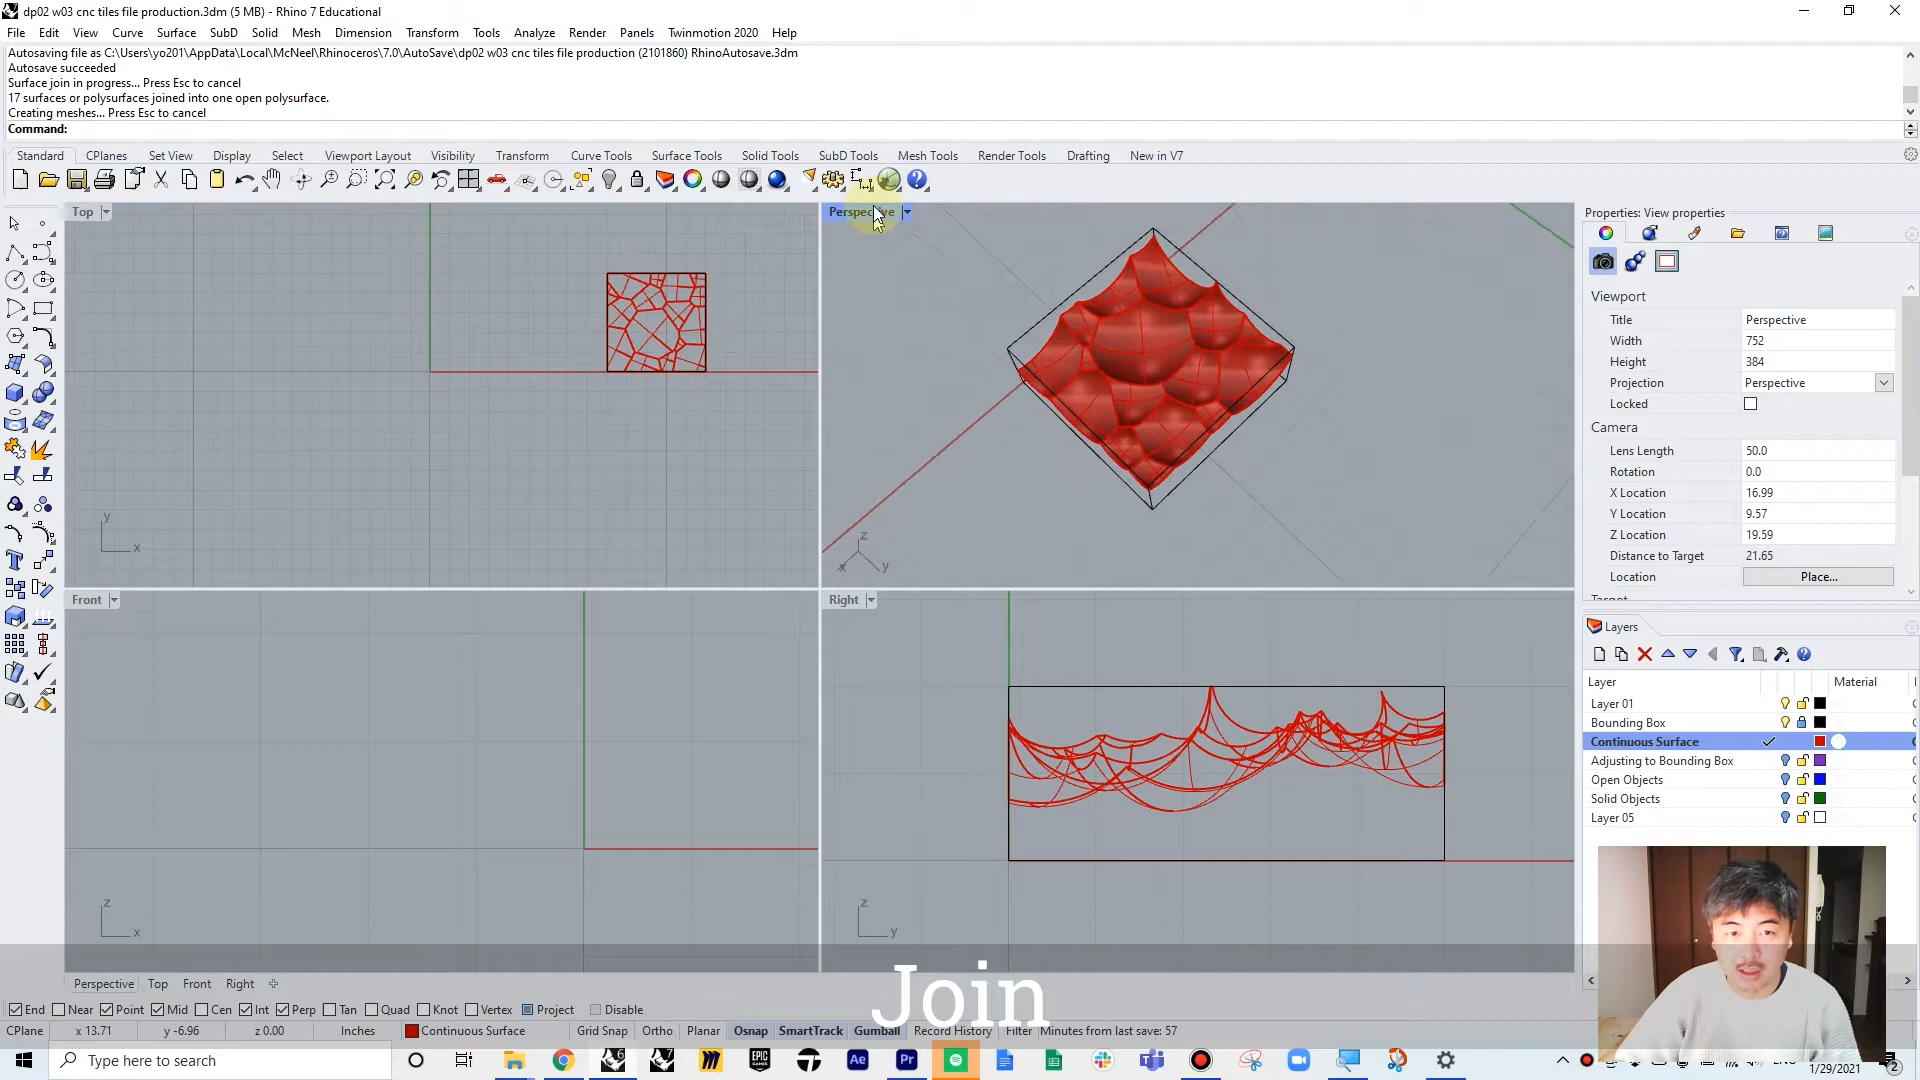 dp02 w03 cnc tiles file production.3dm (5 MB) - Rhino 7 Educational
File Edit View Curve Surface SubD Solid Mesh Dimension Transform Tools Analyze Render Panels Twinmotion 2020 Help
Autosaving file as C:\Users\yo201\AppData\Local\McNeel\Rhinoceros\7.0\AutoSave\dp02 w03 cnc tiles file production (2101860) RhinoAutosave.3dm
Autosave succeeded
Surface join in progress... Press Esc to cancel
17 surfaces or polysurfaces joined into one open polysurface.
Creating meshes... Press Esc to cancel
Command:
Standard CPlanes Set View Display Select Viewport Layout Visibility Transform Curve Tools Surface Tools Solid Tools SubD Tools Mesh Tools Render Tools Drafting New in V7
Top
y
x
Perspective
z
x
y
Front
z
x
Right
z
y
Properties: View properties
Viewport
Title Perspective
Width 752
Height 384
Projection Perspective
Locked
Camera
Lens Length 50.0
Rotation 0.0
X Location 16.99
Y Location 9.57
Z Location 19.59
Distance to Target 21.65
Location Place...
Target
Layers
Layer Material
Layer 01
Bounding Box
Continuous Surface
Adjusting to Bounding Box
Open Objects
Solid Objects
Layer 05
Join
Perspective Top Front Right
End Near Point Mid Cen Int Perp Tan Quad Knot Vertex Project Disable
CPlane x 13.71 y -6.96 z 0.00 Inches Continuous Surface Grid Snap Ortho Planar Osnap SmartTrack Gumball Record History Filter Minutes from last save: 57
Type here to search
6
7
EPIC GAMES
Ae
Pr
1/29/2021
2